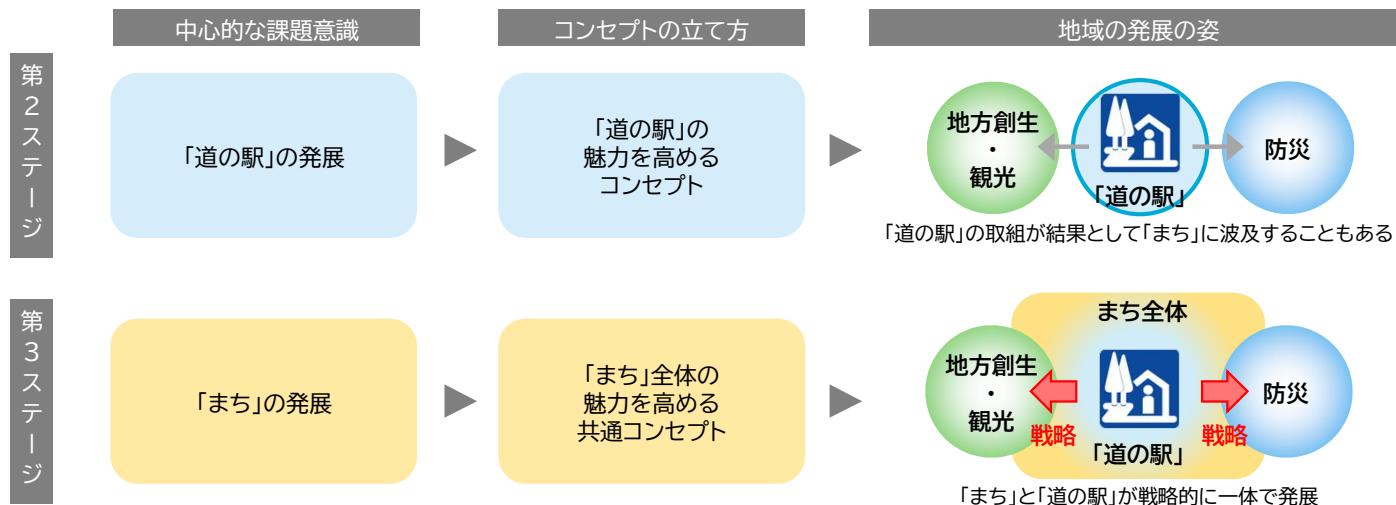 中心的な課題意識
コンセプトの立て方
地域の発展の姿
第2ステージ
「道の駅」の発展
「道の駅」の
魅力を高める
コンセプト
地方創生
・
観光
「道の駅」
防災
「道の駅」の取組が結果として「まち」に波及することもある
第3ステージ
「まち」の発展
「まち」全体の
魅力を高める
共通コンセプト
まち全体
地方創生
・
観光
戦略
「道の駅」
戦略
防災
「まち」と「道の駅」が戦略的に一体で発展